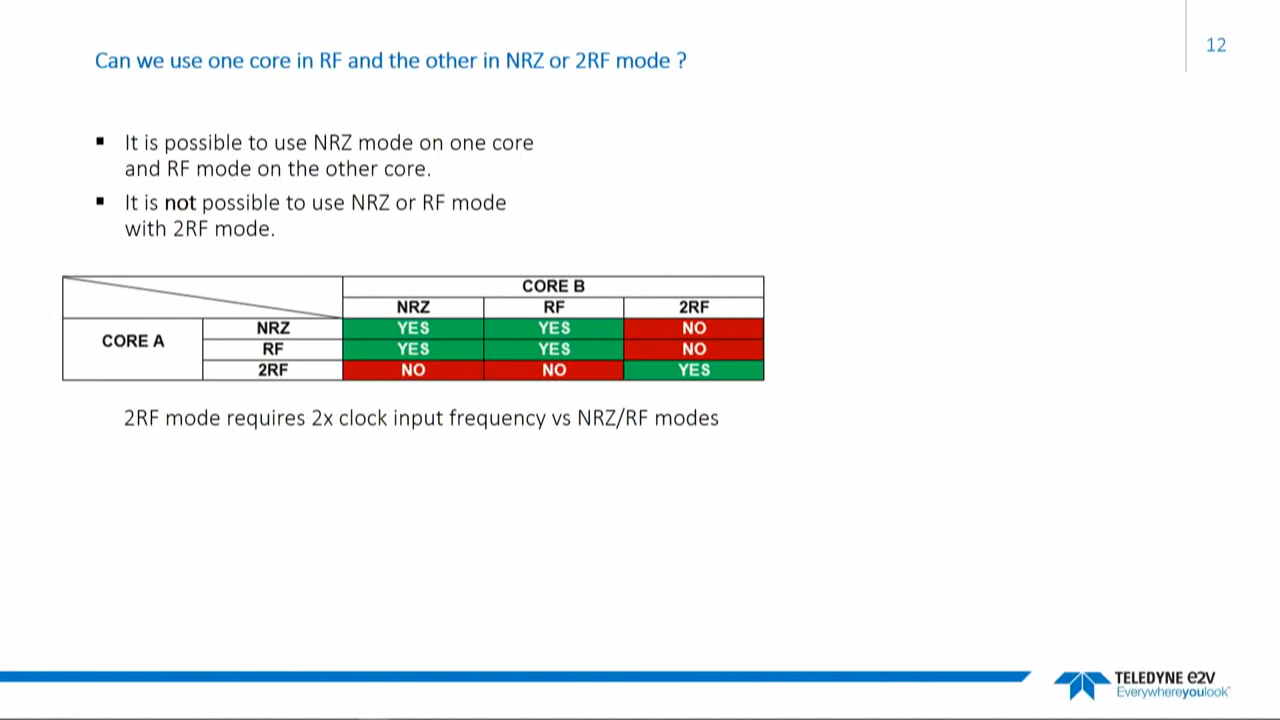 Can we use one core in RF and the other in NRZ or 2RF mode ?
12
▪ It is possible to use NRZ mode on one core
and RF mode on the other core.
▪ It is not possible to use NRZ or RF mode
with 2RF mode.
CORE B
NRZ RF 2RF
CORE A NRZ YES YES NO
RF YES YES NO
2RF NO NO YES
2RF mode requires 2x clock input frequency vs NRZ/RF modes
TELEDYNE e2v
Everywhereyoulook™